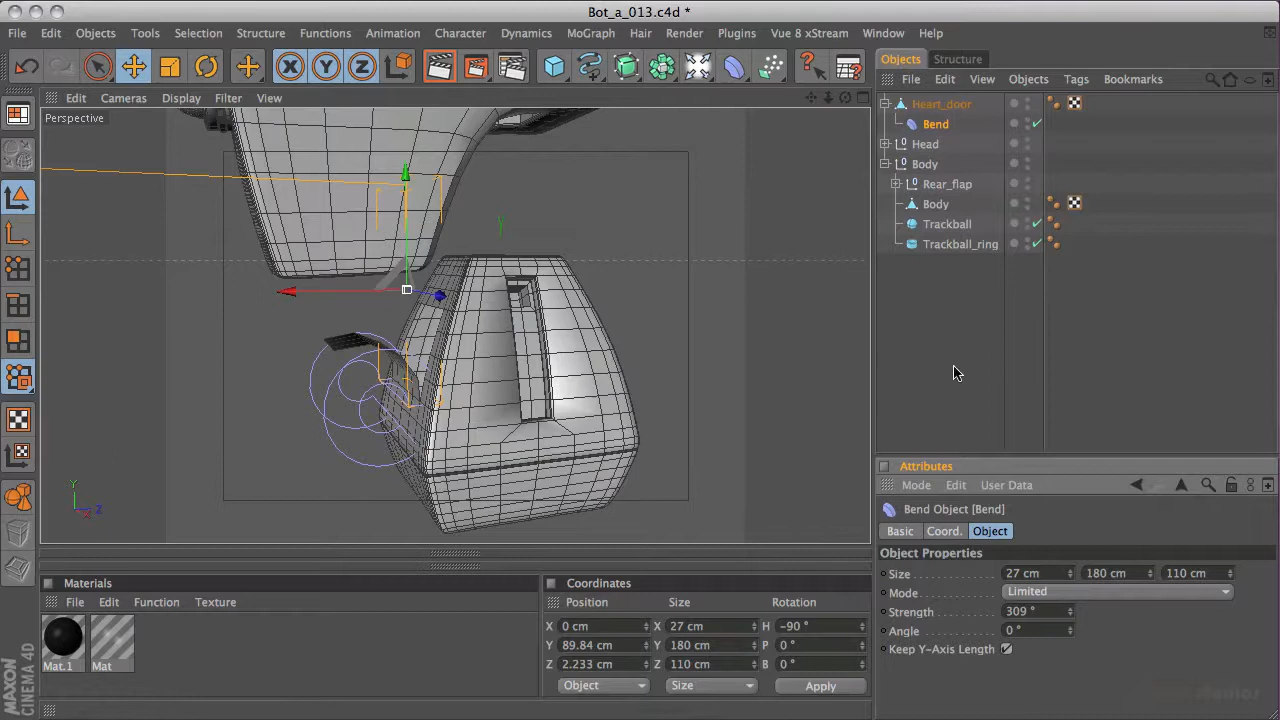 Bot_a_013.c4d *
File Edit Objects Tools Selection Structure Functions Animation Character Dynamics MoGraph Hair Render Plugins Vue 8 xStream Window Help
Objects Structure
File Edit View Objects Tags Bookmarks
Edit Cameras Display Filter View
Perspective
Heart_door
Bend
Head
Body
Rear_flap
Body
Trackball
Trackball_ring
Y
Y
X
Z
Attributes
Mode Edit User Data
Bend Object [Bend]
Basic Coord. Object
Object Properties
Size 27 cm 180 cm 110 cm
Mode Limited
Strength 309 °
Angle 0 °
Keep Y-Axis Length
Materials
File Edit Function Texture
Mat.1 Mat
Coordinates
Position Size Rotation
X 0 cm X 27 cm H -90 °
Y 89.84 cm Y 180 cm P 0 °
Z 2.233 cm Z 110 cm B 0 °
Object Size Apply
MAXON
CINEMA 4D